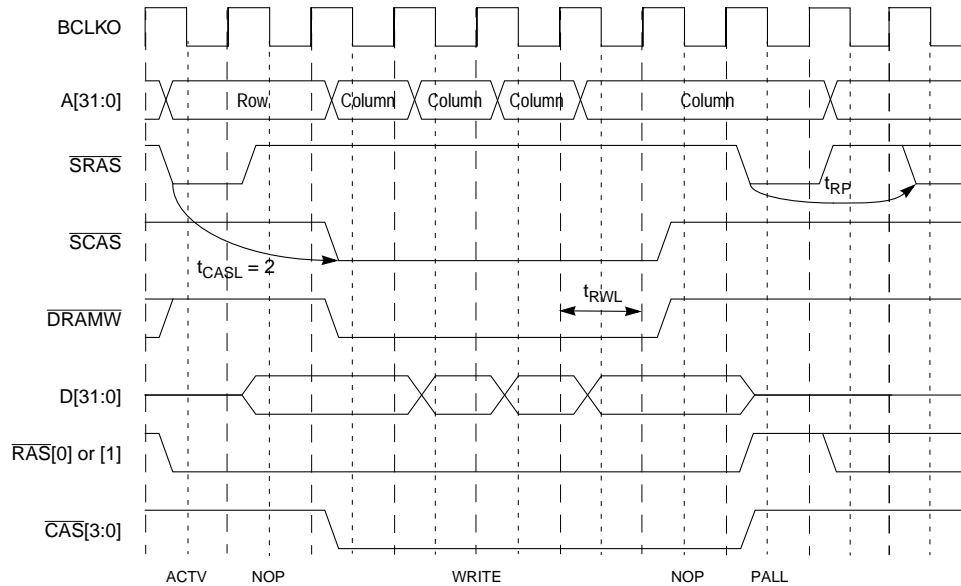 BCLKO
A[31:0] Row Column Column Column Column
SRAS
tRP
SCAS
tCASL = 2
tRWL
DRAMW
D[31:0]
RAS[0] or [1]
CAS[3:0]
ACTV NOP WRITE NOP PALL